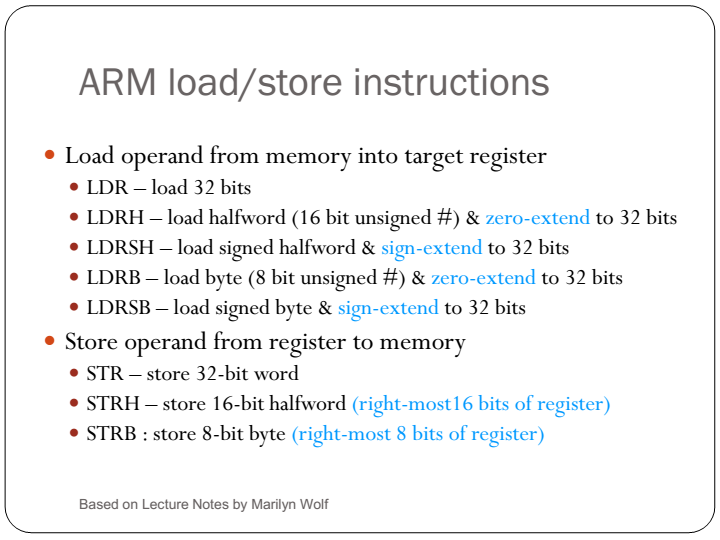 ARM load/store instructions
• Load operand from memory into target register
• LDR – load 32 bits
• LDRH – load halfword (16 bit unsigned #) & zero-extend to 32 bits
• LDRSH – load signed halfword & sign-extend to 32 bits
• LDRB – load byte (8 bit unsigned #) & zero-extend to 32 bits
• LDRSB – load signed byte & sign-extend to 32 bits
• Store operand from register to memory
• STR – store 32-bit word
• STRH – store 16-bit halfword (right-most16 bits of register)
• STRB : store 8-bit byte (right-most 8 bits of register)
Based on Lecture Notes by Marilyn Wolf